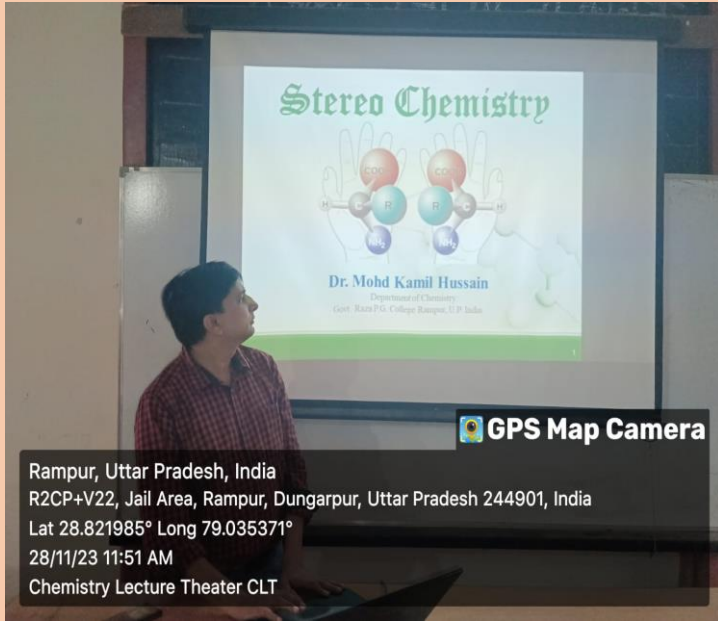 Stereo Chemistry
COO
COO
H
C
R
R
C
H
NH2
NH2
Dr. Mohd Kamil Hussain
Department of Chemistry
Govt. Raza P.G. College Rampur, U.P. India
1
GPS Map Camera
Rampur, Uttar Pradesh, India
R2CP+V22, Jail Area, Rampur, Dungarpur, Uttar Pradesh 244901, India
Lat 28.821985° Long 79.035371°
28/11/23 11:51 AM
Chemistry Lecture Theater CLT